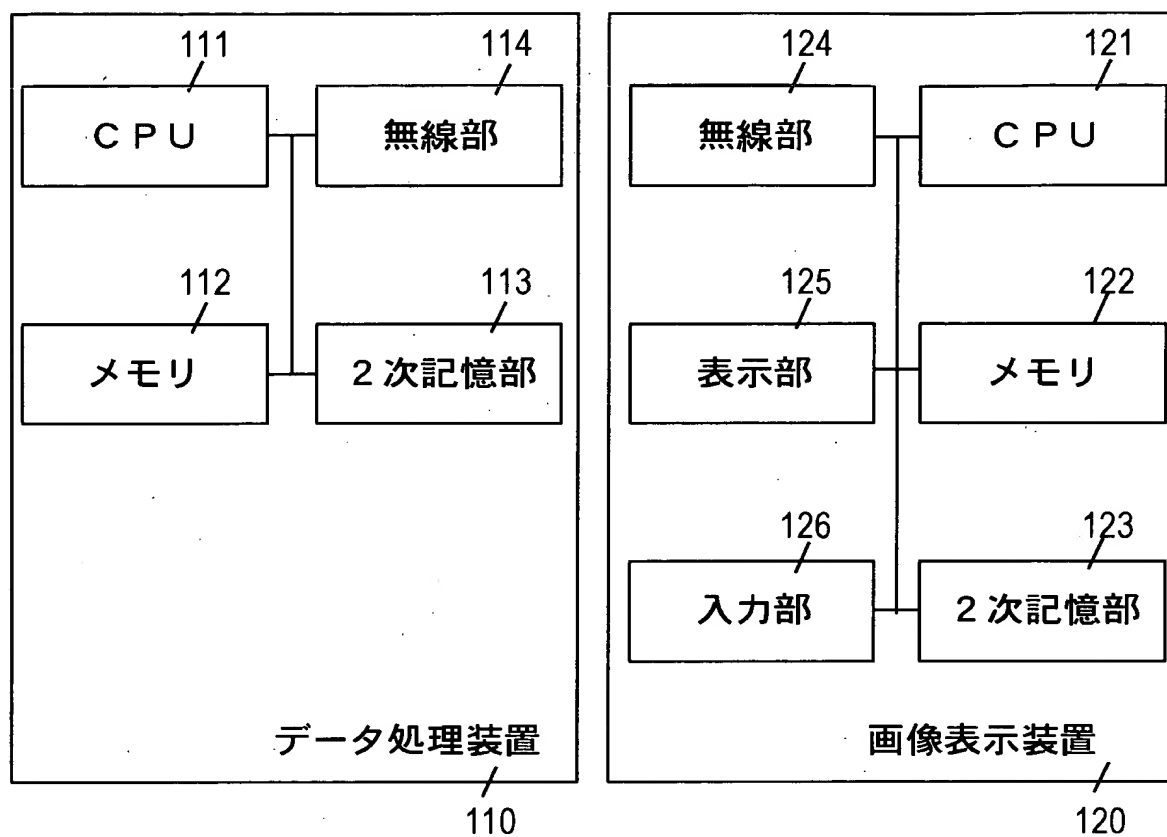 111
114
ＣＰＵ
無線部
112
113
メモリ
２次記憶部
データ処理装置
110
124
121
無線部
ＣＰＵ
125
122
表示部
メモリ
126
123
入力部
２次記憶部
画像表示装置
120